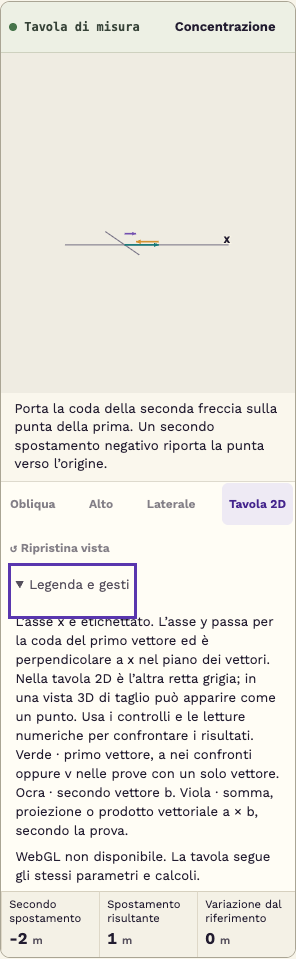 Tavola di misura Concentrazione
x
Porta la coda della seconda freccia sulla
punta della prima. Un secondo
spostamento negativo riporta la punta
verso l’origine.
Obliqua Alto Laterale Tavola 2D
↺ Ripristina vista
▼ Legenda e gesti
L’asse x è etichettato. L’asse y passa per
la coda del primo vettore ed è
perpendicolare a x nel piano dei vettori.
Nella tavola 2D è l’altra retta grigia; in
una vista 3D di taglio può apparire come
un punto. Usa i controlli e le letture
numeriche per confrontare i risultati.
Verde · primo vettore, a nei confronti
oppure v nelle prove con un solo vettore.
Ocra · secondo vettore b. Viola · somma,
proiezione o prodotto vettoriale a × b,
secondo la prova.
WebGL non disponibile. La tavola segue
gli stessi parametri e calcoli.
Secondo spostamento
-2 m
Spostamento risultante
1 m
Variazione dal riferimento
0 m